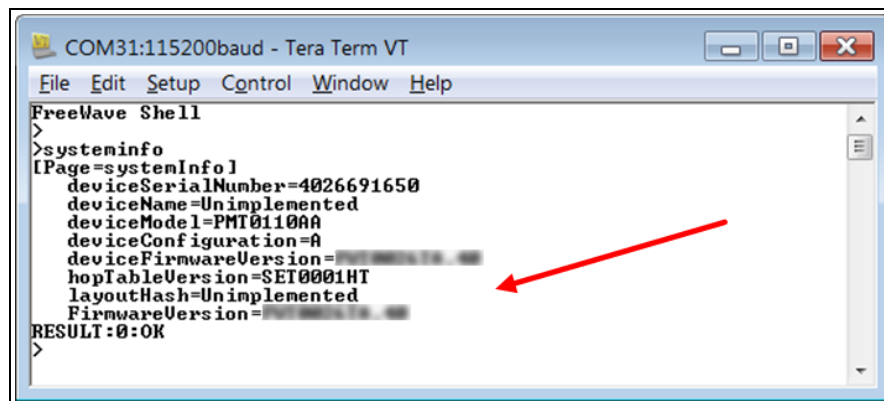 COM31:115200baud - Tera Term VT
File Edit Setup Control Window Help
FreeWave Shell
>
>systeminfo
[Page=systemInfo]
deviceSerialNumber=4026691650
deviceName=Unimplemented
deviceModel=PMT0110AA
deviceConfiguration=A
deviceFirmwareVersion=
hopTableVersion=SET0001HT
layoutHash=Unimplemented
FirmwareVersion=
RESULT:0:OK
>